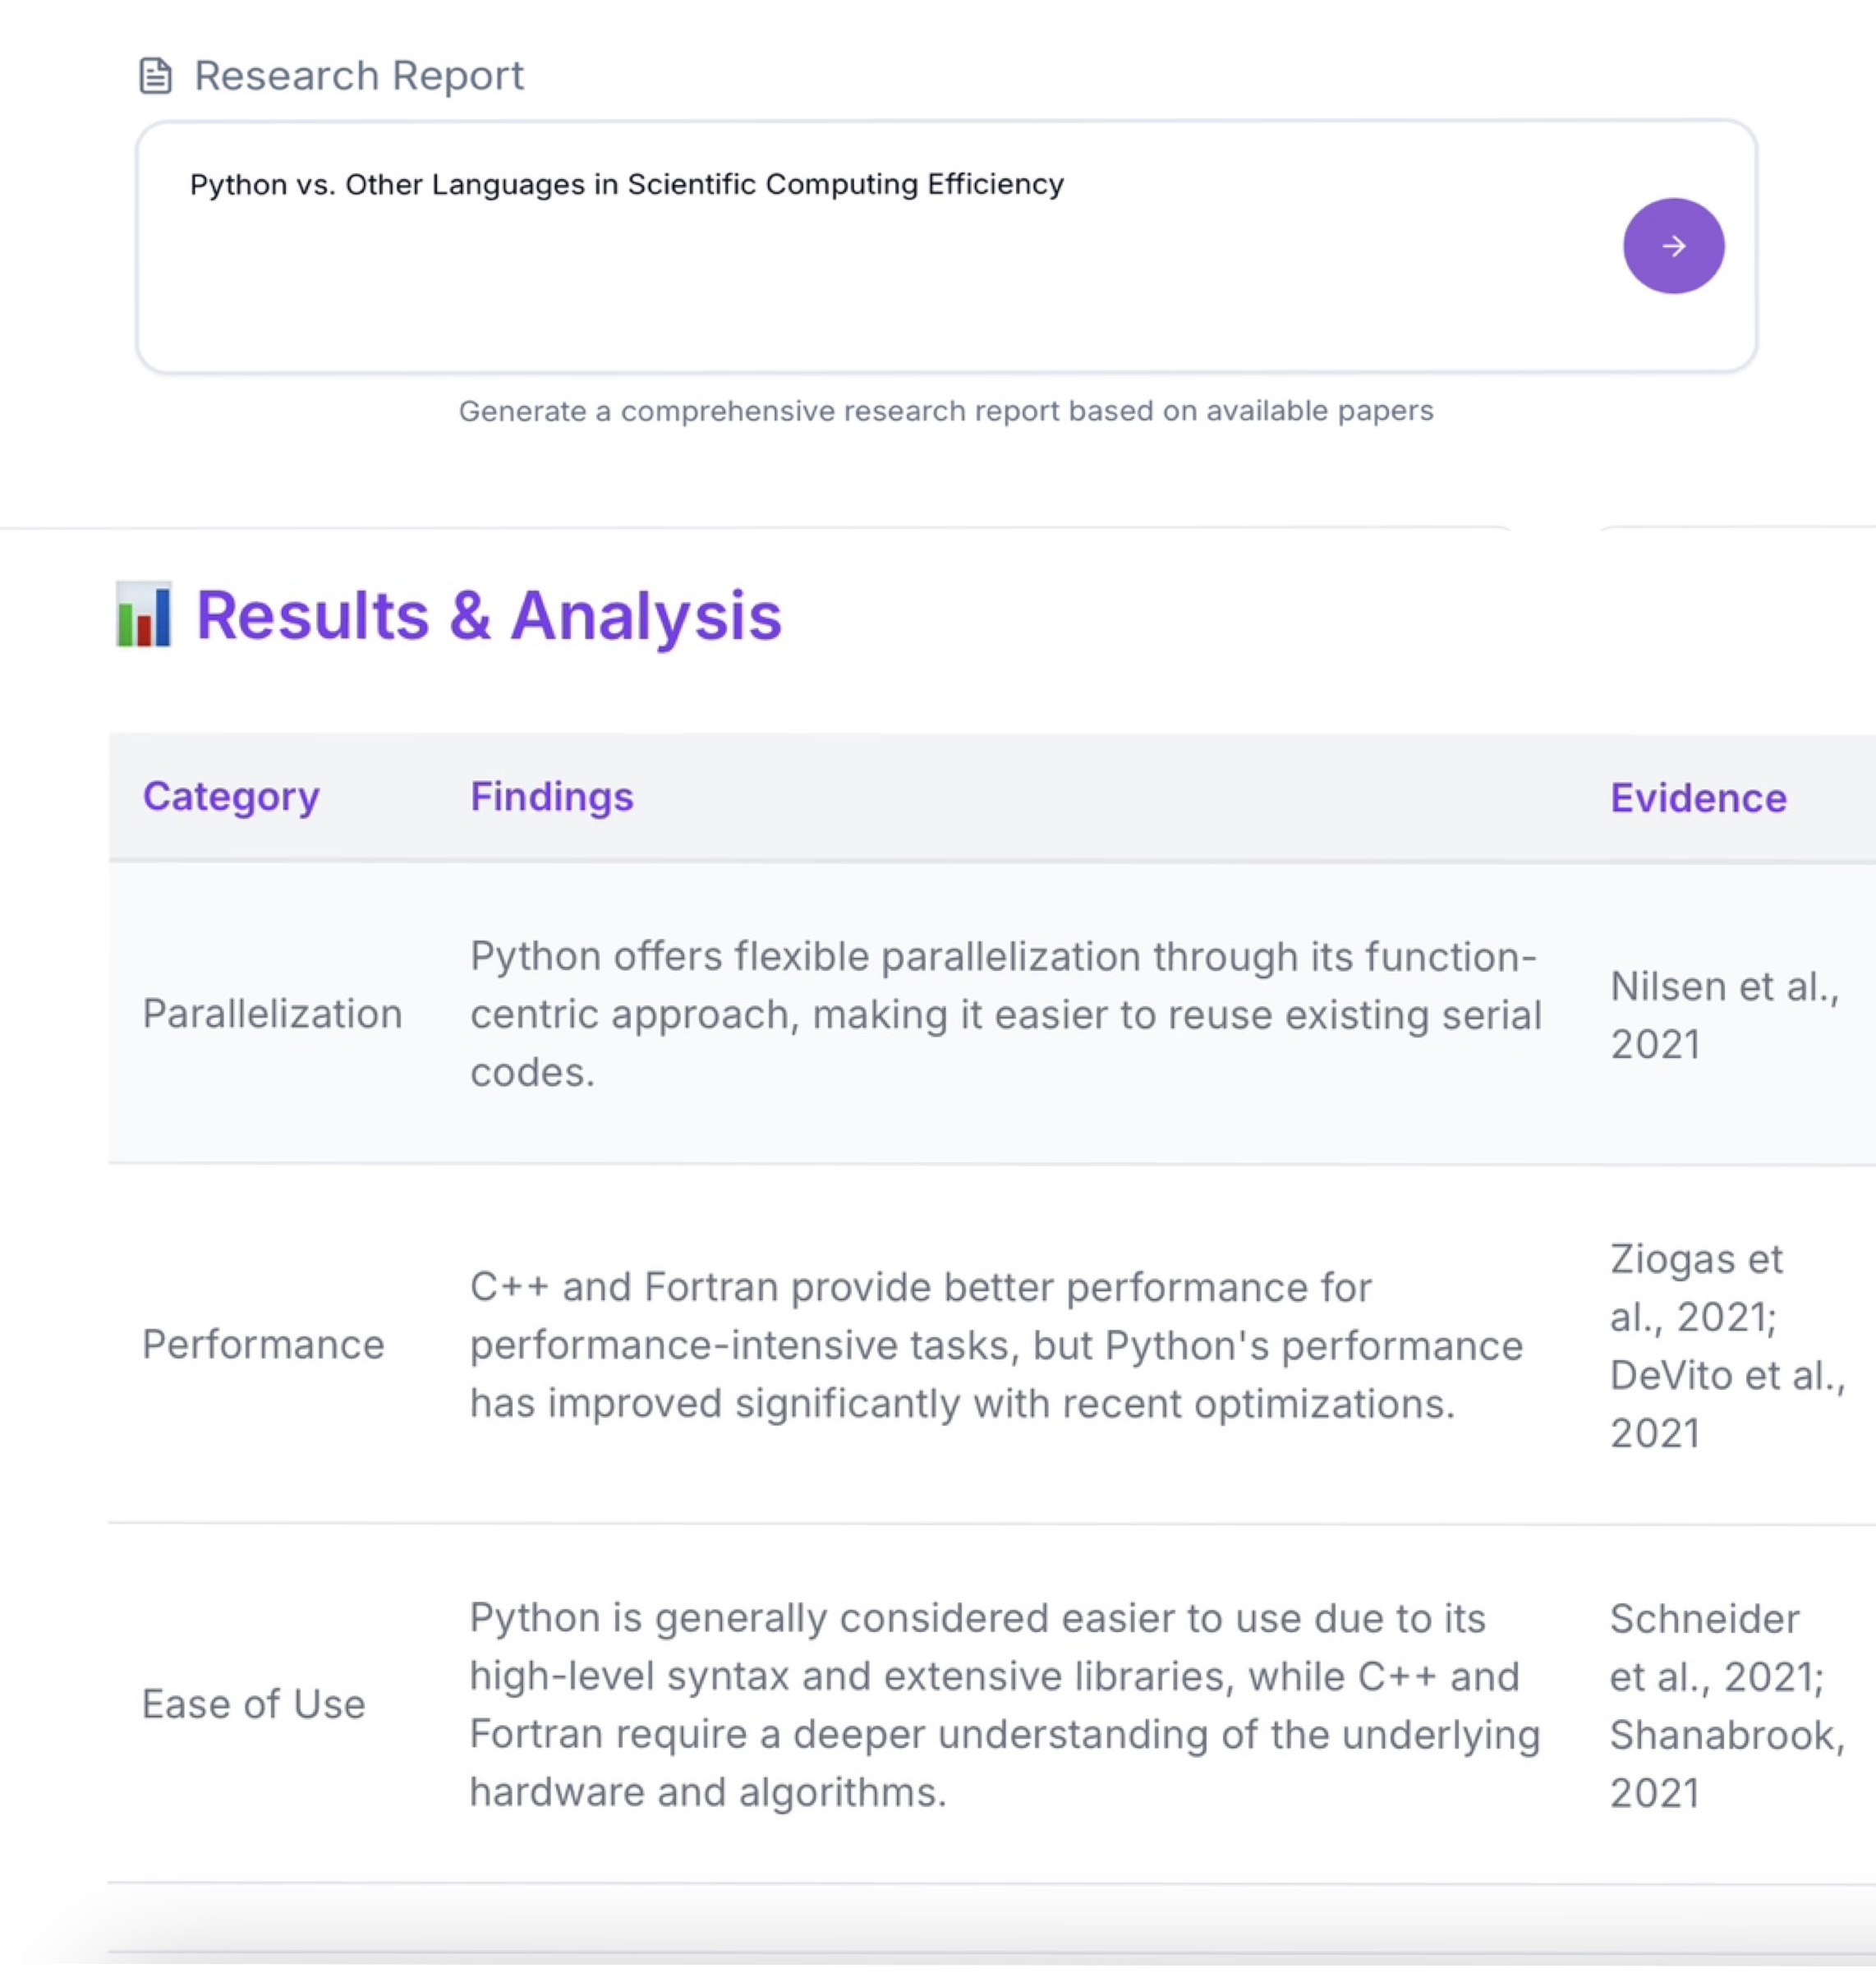 Research Report
Python vs. Other Languages in Scientific Computing Efficiency
Generate a comprehensive research report based on available papers
Results & Analysis
Category Findings Evidence
Parallelization
Python offers flexible parallelization through its function-
centric approach, making it easier to reuse existing serial
codes.
Nilsen et al.,
2021
Performance
C++ and Fortran provide better performance for
performance-intensive tasks, but Python's performance
has improved significantly with recent optimizations.
Ziogas et
al., 2021;
DeVito et al.,
2021
Ease of Use
Python is generally considered easier to use due to its
high-level syntax and extensive libraries, while C++ and
Fortran require a deeper understanding of the underlying
hardware and algorithms.
Schneider
et al., 2021;
Shanabrook,
2021